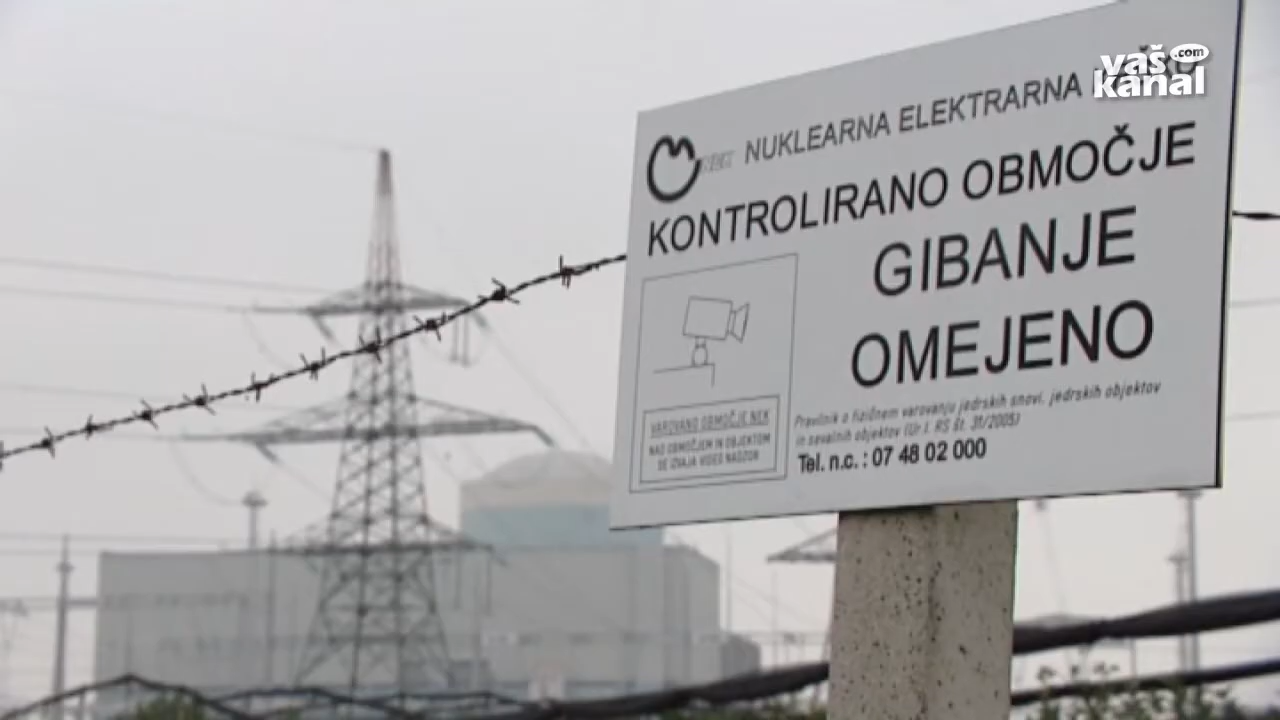 vaš.com
kanal
NUKLEARNA ELEKTRARNA
KONTROLIRANO OBMOČJE
GIBANJE
OMEJENO
VAROVANO OBMOČJE NEK
NAD OBMOČJEM IN OBJEKTOM
SE IZVAJA VIDEO NADZOR
Pravilnik o fizičnem varovanju jedrskih snovi, jedrskih objektov
in sevalnih objektov (Ur l. RS št. 31/2005)
Tel. n.c. : 07 48 02 000